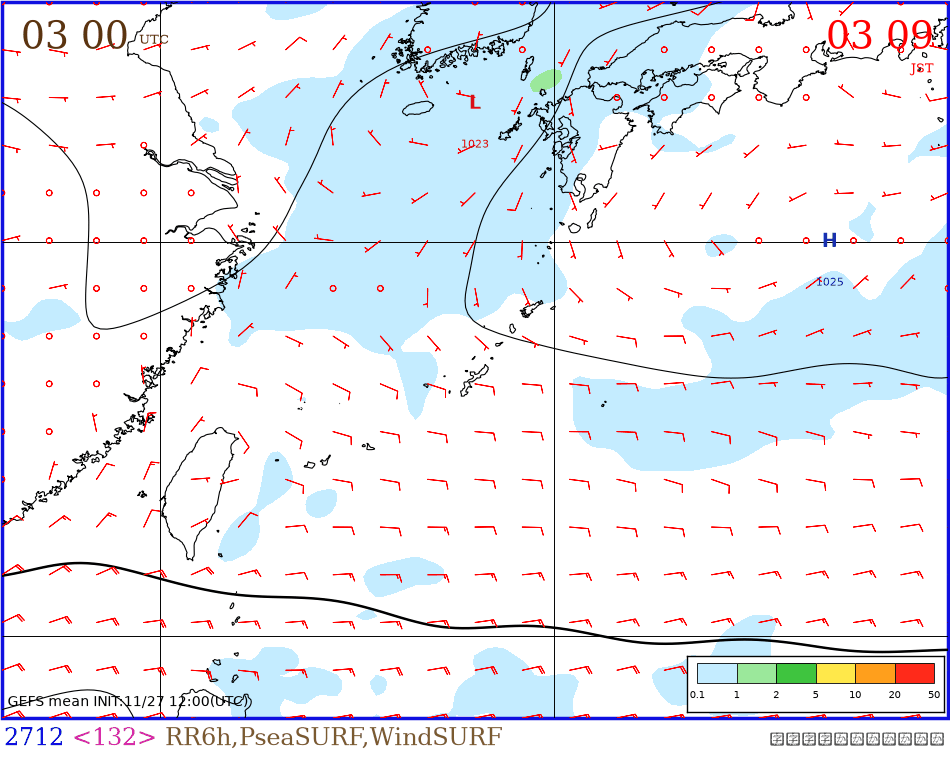 03 00 UTC
03 09
JST
L
1023
H
1025
GEFS mean INIT:11/27 12:00(UTC)
0.1 1 2 5 10 20 50
2712 <132> RR6h,PseaSURF,WindSURF